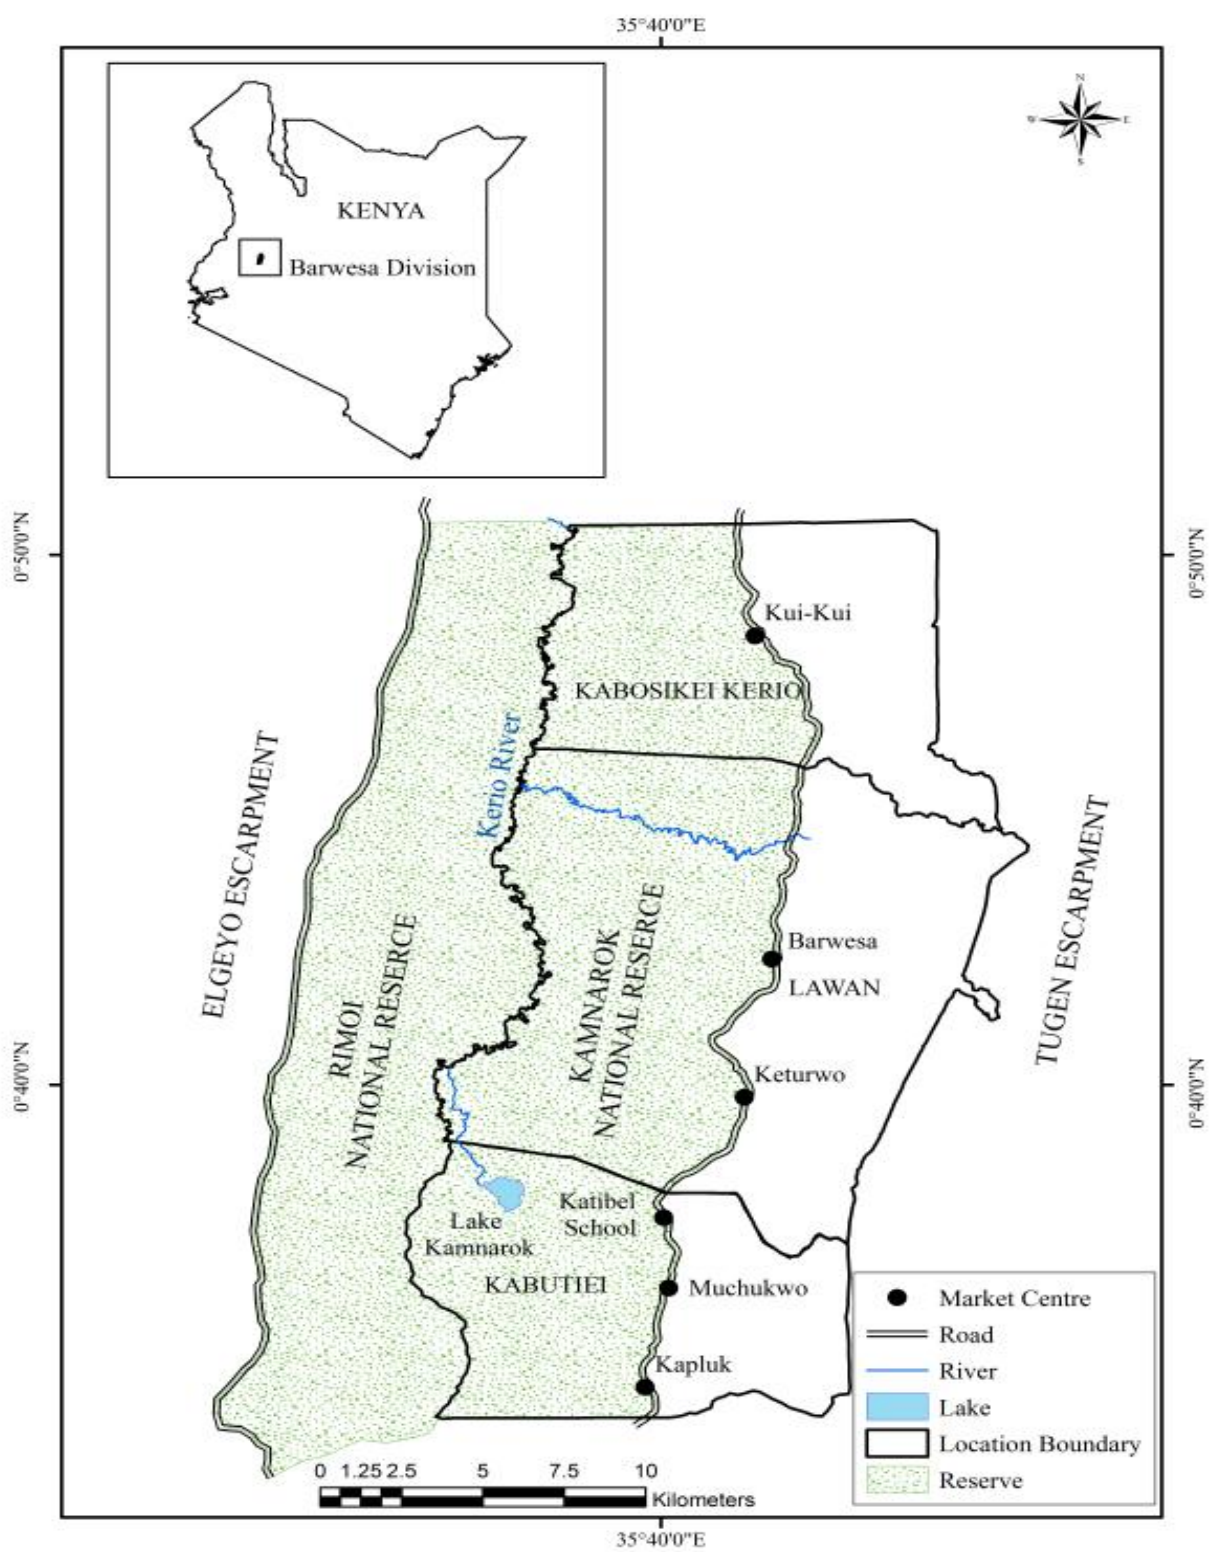 35°40'0"E
N
W
E
S
KENYA
Barwesa Division
0°50'0"N
0°50'0"N
Kui-Kui
KABOSIKEI KERIO
Kerio River
ELGEYO ESCARPMENT
TUGEN ESCARPMENT
Barwesa
LAWAN
RIMOI
NATIONAL RESERCE
KAMNAROK
NATIONAL RESERCE
Keturwo
0°40'0"N
0°40'0"N
Katibel
School
Lake
Kamnarok
KABUTIEI
Muchukwo
Kapluk
Market Centre
Road
River
Lake
Location Boundary
Reserve
0 1.25 2.5 5 7.5 10
Kilometers
35°40'0"E